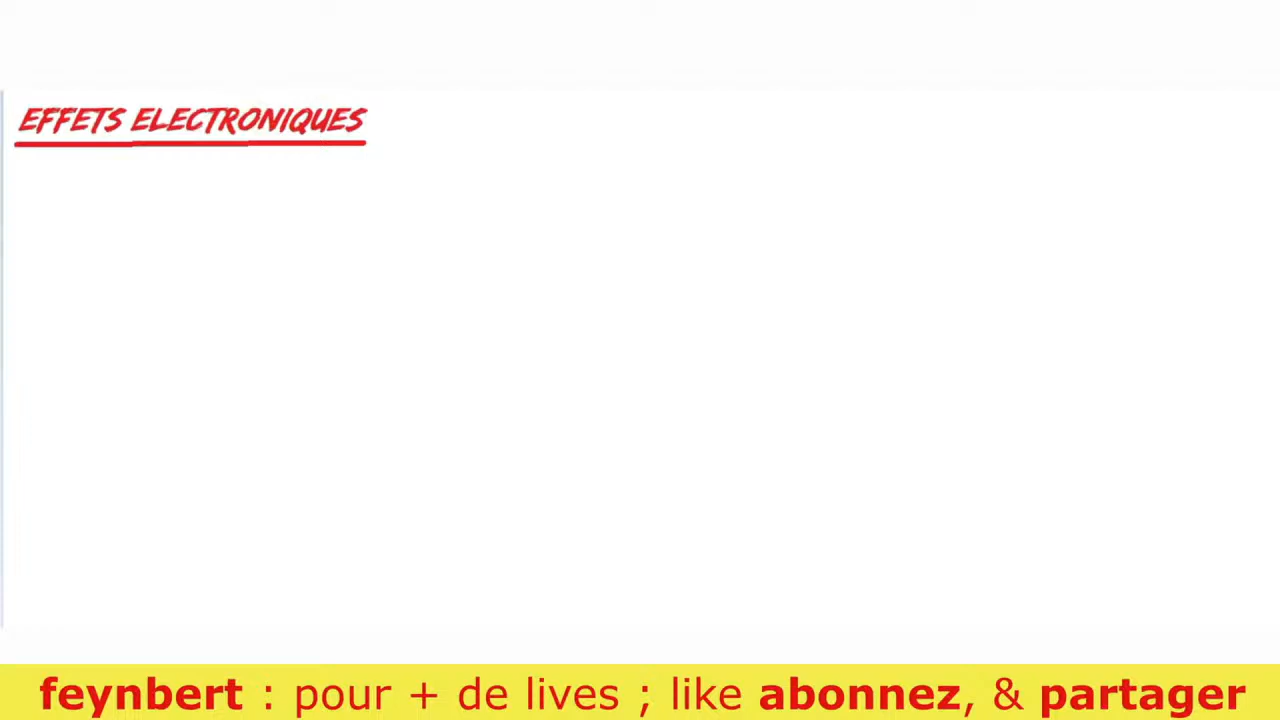 EFFETS ELECTRONIQUES
feynbert : pour + de lives ; like abonnez, & partager